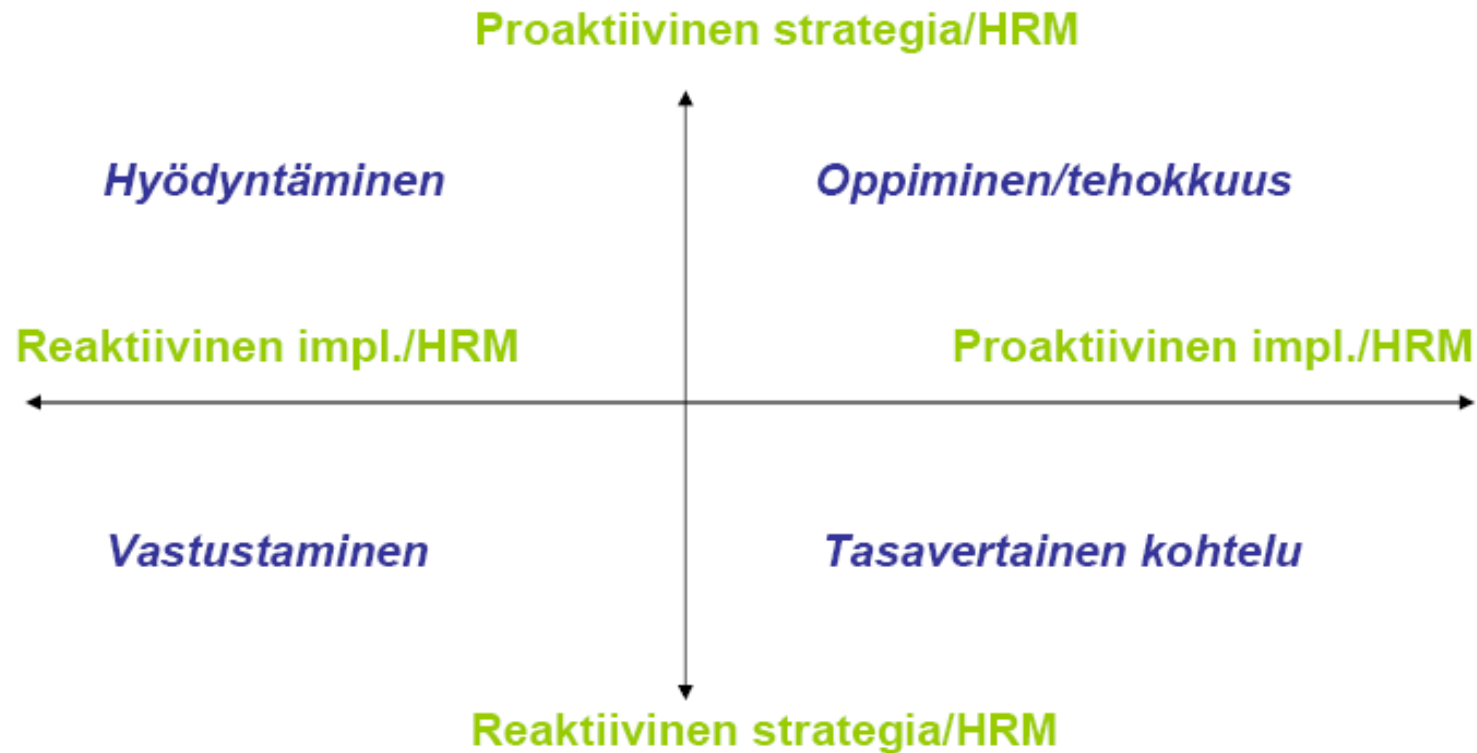 Proaktiivinen strategia/HRM
Hyödyntäminen
Oppiminen/tehokkuus
Reaktiivinen impl./HRM
Proaktiivinen impl./HRM
Vastustaminen
Tasavertainen kohtelu
Reaktiivinen strategia/HRM